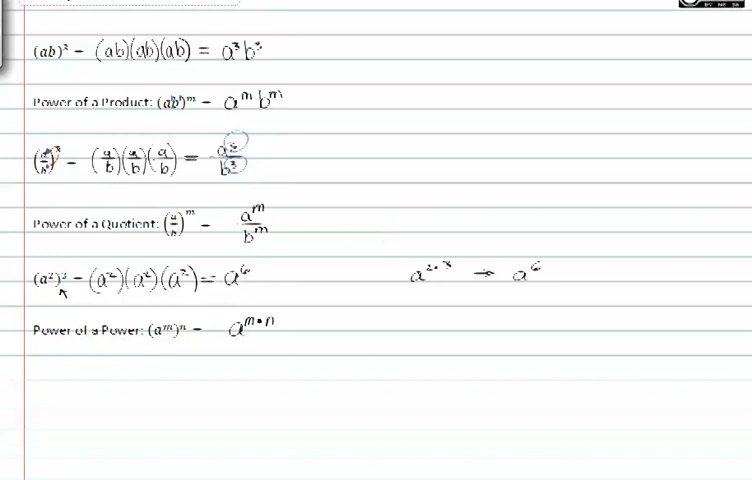 (ab)³ = (ab)(ab)(ab) = a³b³
Power of a Product: (ab)ᵐ = aᵐbᵐ
(a/b)³ = (a/b)(a/b)(a/b) = a³/b³
Power of a Quotient: (a/b)ᵐ = aᵐ/bᵐ
(a²)³ = (a²)(a²)(a²) = a⁶ a²·³ → a⁶
Power of a Power: (aᵐ)ⁿ = aᵐ·ⁿ